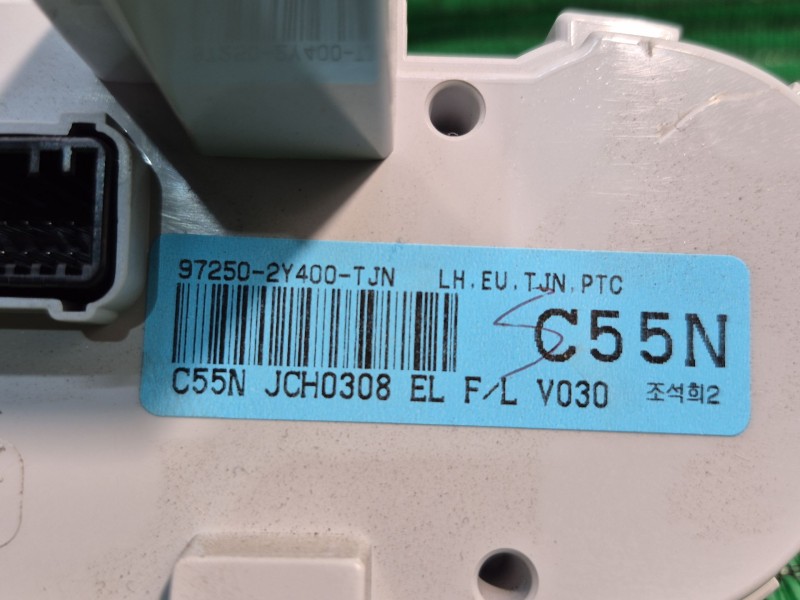 97250-2Y400-TJN LH.EU.TJN.PTC
C55N
C55N JCH0308 EL F/L V030 조석희2